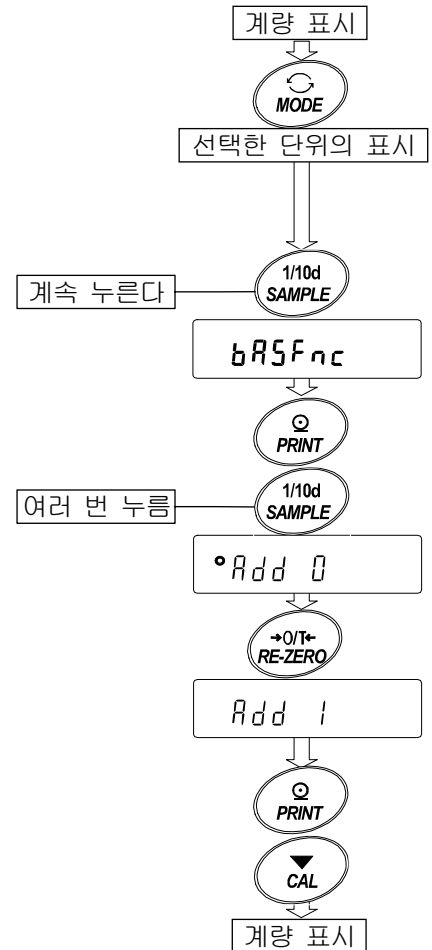 계량 표시
MODE
선택한 단위의 표시
1/10d
SAMPLE
계속 누른다
bASFnc
PRINT
1/10d
SAMPLE
여러 번 누름
Add 0
→0/T←
RE-ZERO
Add 1
PRINT
CAL
계량 표시